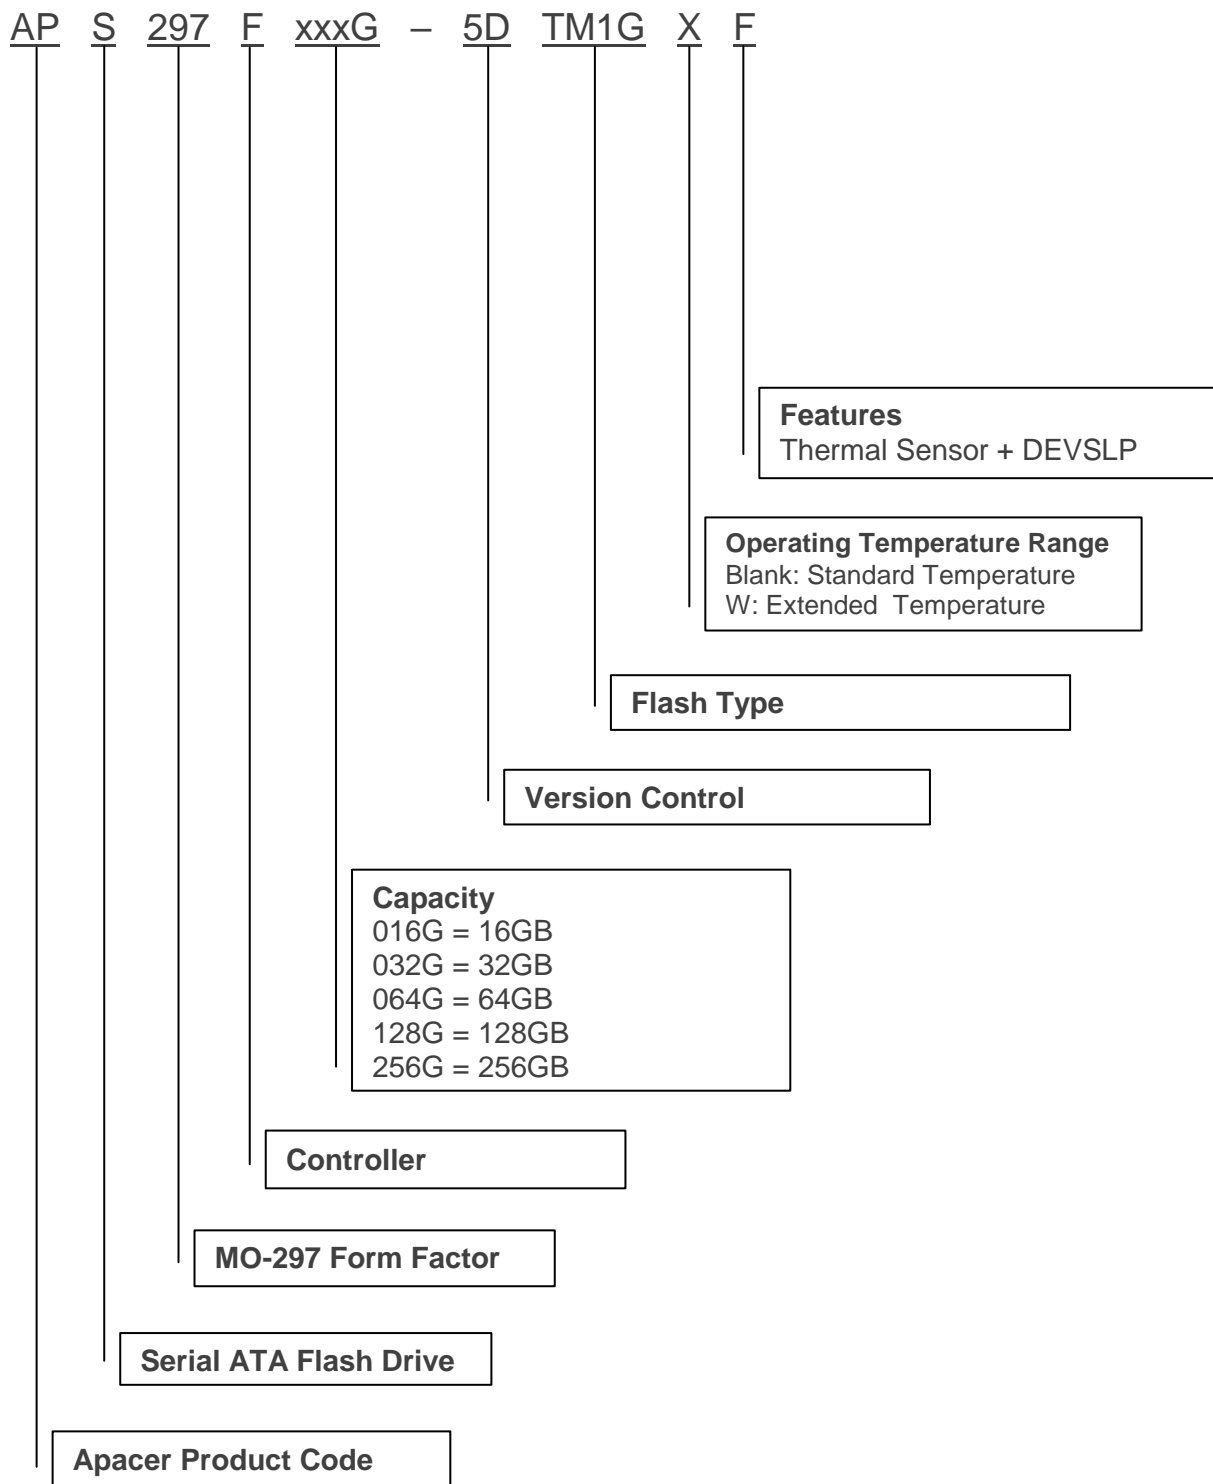 AP S 297 F xxxG – 5D TM1G X F
Features
Thermal Sensor + DEVSLP
Operating Temperature Range
Blank: Standard Temperature
W: Extended  Temperature
Flash Type
Version Control
Capacity
016G = 16GB
032G = 32GB
064G = 64GB
128G = 128GB
256G = 256GB
Controller
MO-297 Form Factor
Serial ATA Flash Drive
Apacer Product Code